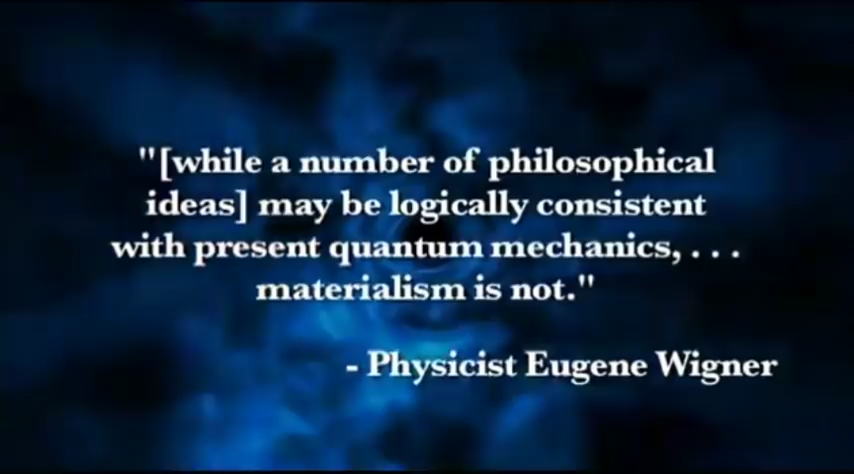 "[while a number of philosophical
ideas] may be logically consistent
with present quantum mechanics, . . .
materialism is not."
- Physicist Eugene Wigner